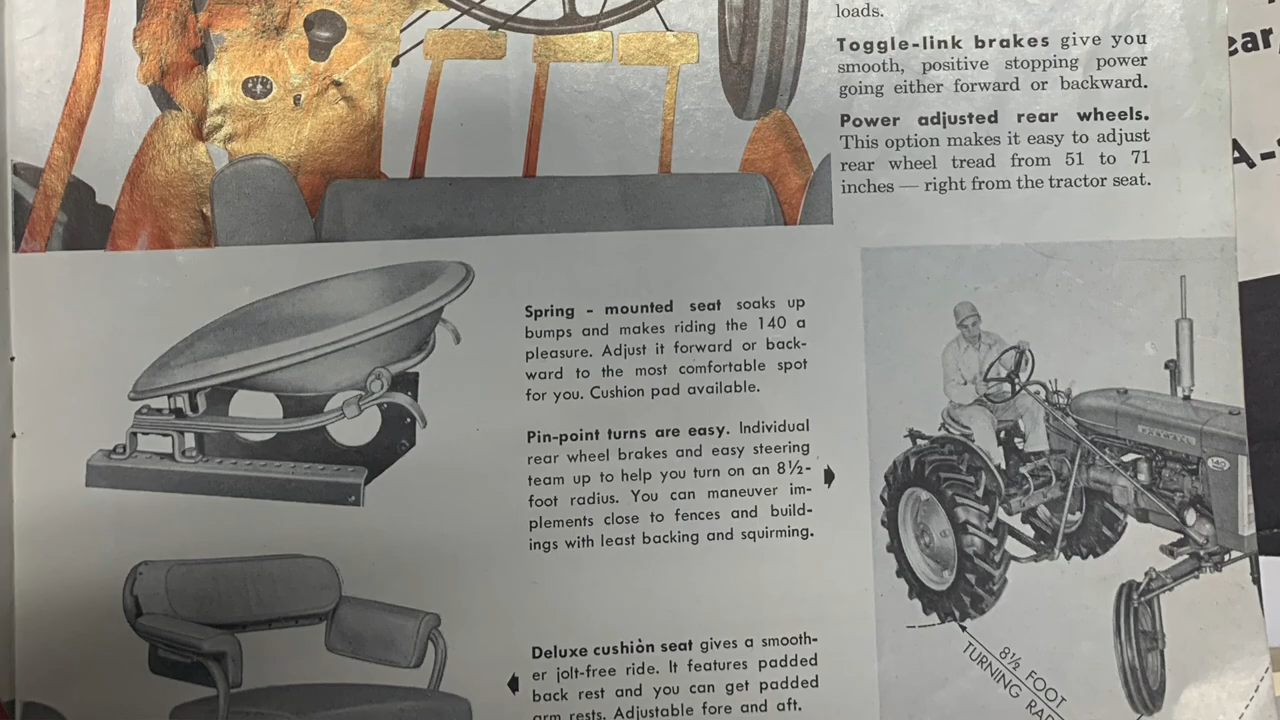 loads.
Toggle-link brakes give you
smooth, positive stopping power
going either forward or backward.
Power adjusted rear wheels.
This option makes it easy to adjust
rear wheel tread from 51 to 71
inches — right from the tractor seat.
Spring - mounted seat soaks up
bumps and makes riding the 140 a
pleasure. Adjust it forward or back-
ward to the most comfortable spot
for you. Cushion pad available.
Pin-point turns are easy. Individual
rear wheel brakes and easy steering
team up to help you turn on an 8½-
foot radius. You can maneuver im-
plements close to fences and build-
ings with least backing and squirming.
Deluxe cushion seat gives a smooth-
er jolt-free ride. It features padded
back rest and you can get padded
arm rests. Adjustable fore and aft.
FARMALL
140
8½ FOOT
TURNING RAD
ear
A-